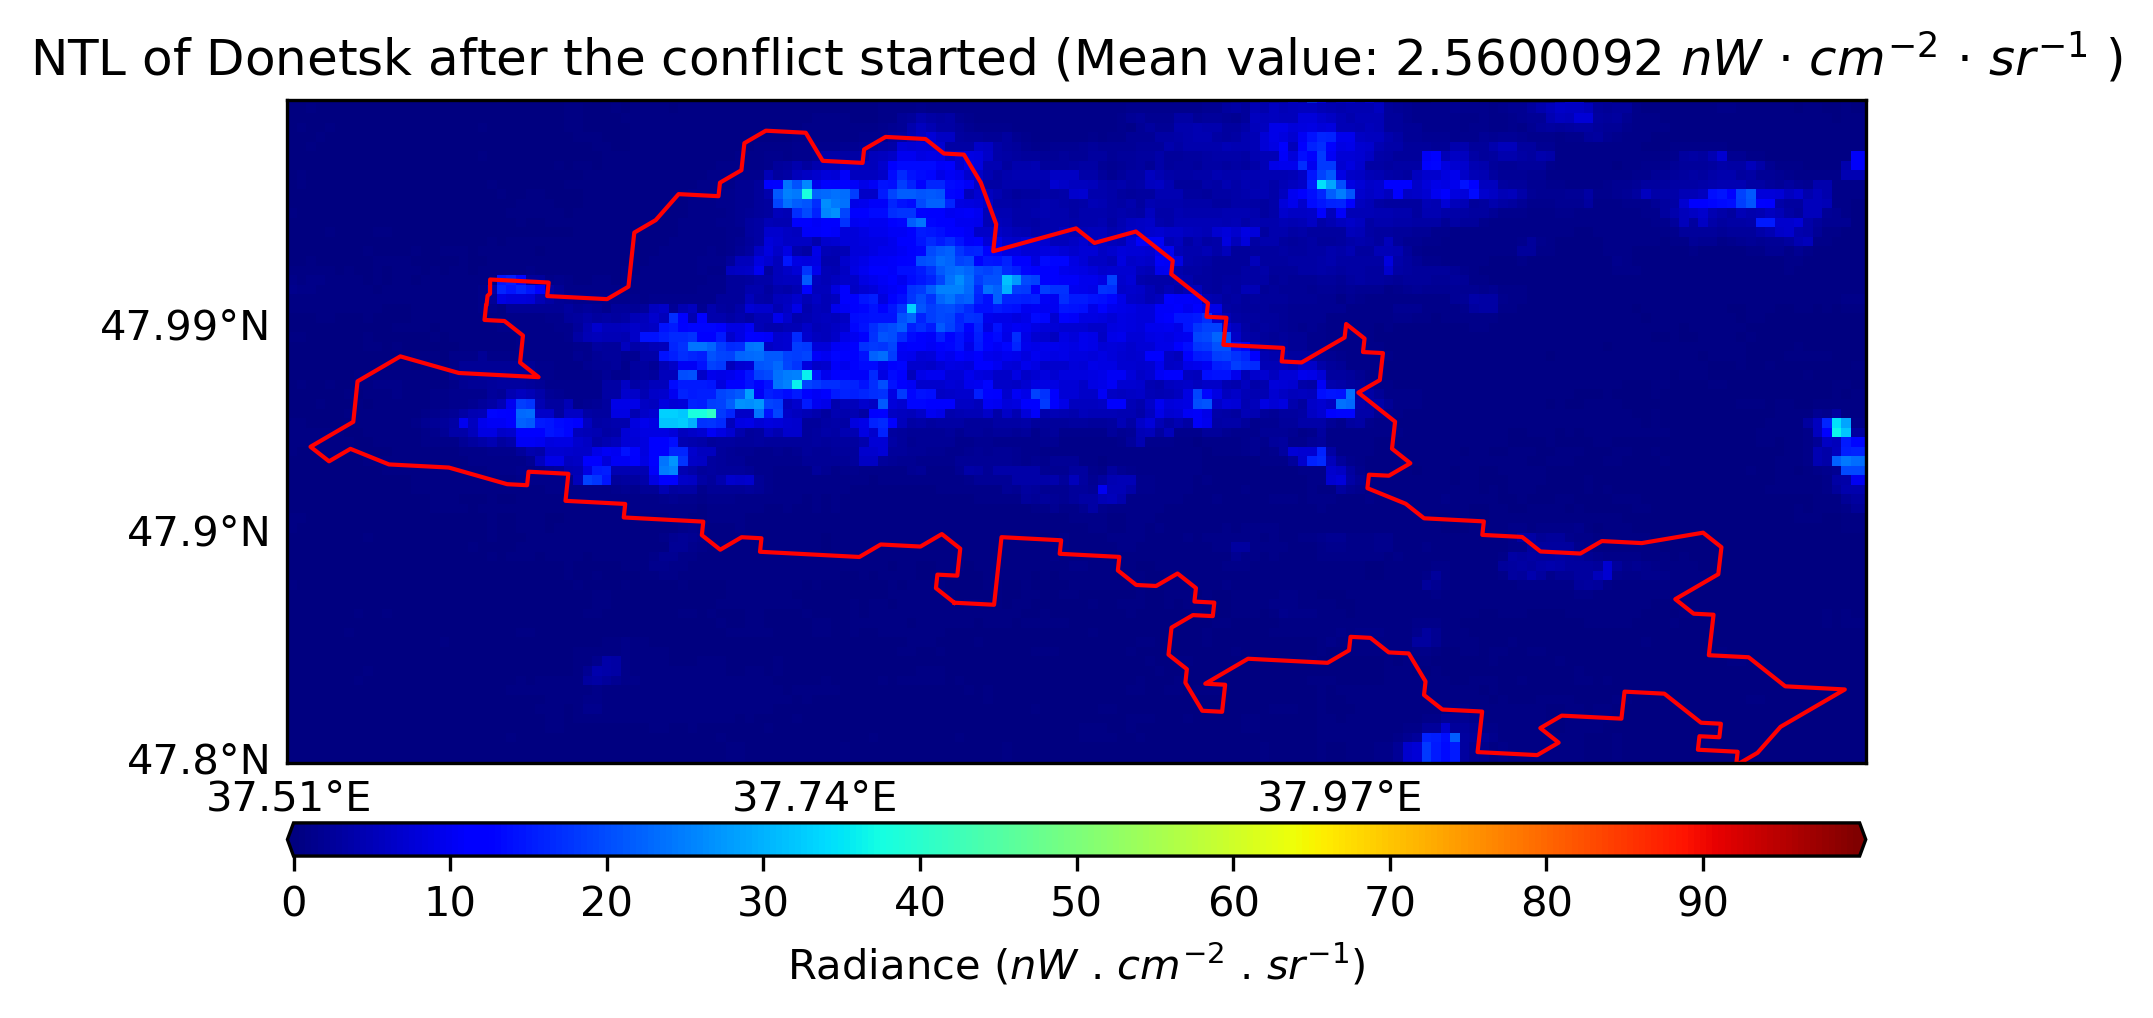 NTL of Donetsk after the conflict started (Mean value: 2.5600092 nW · cm⁻² · sr⁻¹ )
47.99°N
47.9°N
47.8°N
37.51°E 37.74°E 37.97°E
0 10 20 30 40 50 60 70 80 90
Radiance (nW . cm⁻² . sr⁻¹)